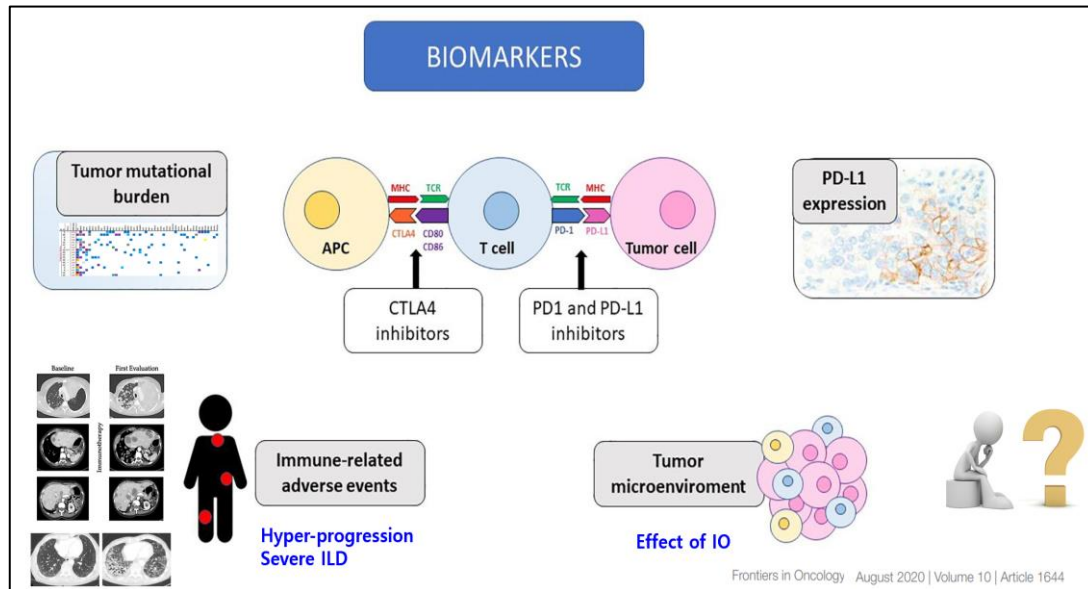 BIOMARKERS
Tumor mutational
burden
MHC
TCR
CTLA4
CD80
CD86
APC
T cell
TCR
MHC
PD-1
PD-L1
Tumor cell
PD-L1
expression
CTLA4
inhibitors
PD1 and PD-L1
inhibitors
Baseline
First Evaluation
Immunotherapy
Immune-related
adverse events
Hyper-progression
Severe ILD
Tumor
microenviroment
Effect of IO
?
Frontiers in Oncology August 2020 | Volume 10 | Article 1644